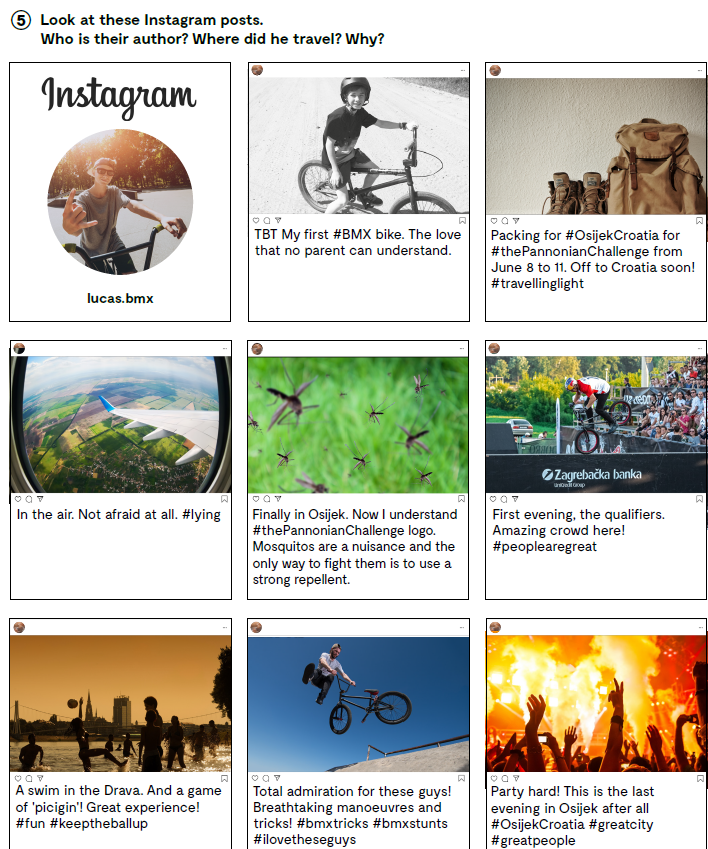 5 Look at these Instagram posts.
Who is their author? Where did he travel? Why?
Instagram
lucas.bmx
TBT My first #BMX bike. The love
that no parent can understand.
Packing for #OsijekCroatia for
#thePannonianChallenge from
June 8 to 11. Off to Croatia soon!
#travellinglight
In the air. Not afraid at all. #lying
Finally in Osijek. Now I understand
#thePannonianChallenge logo.
Mosquitos are a nuisance and the
only way to fight them is to use a
strong repellent.
Zagrebačka banka
UniCredit Group
First evening, the qualifiers.
Amazing crowd here!
#peoplearegreat
A swim in the Drava. And a game
of 'picigin'! Great experience!
#fun #keeptheballup
Total admiration for these guys!
Breathtaking manoeuvres and
tricks! #bmxtricks #bmxstunts
#ilovetheseguys
Party hard! This is the last
evening in Osijek after all
#OsijekCroatia #greatcity
#greatpeople